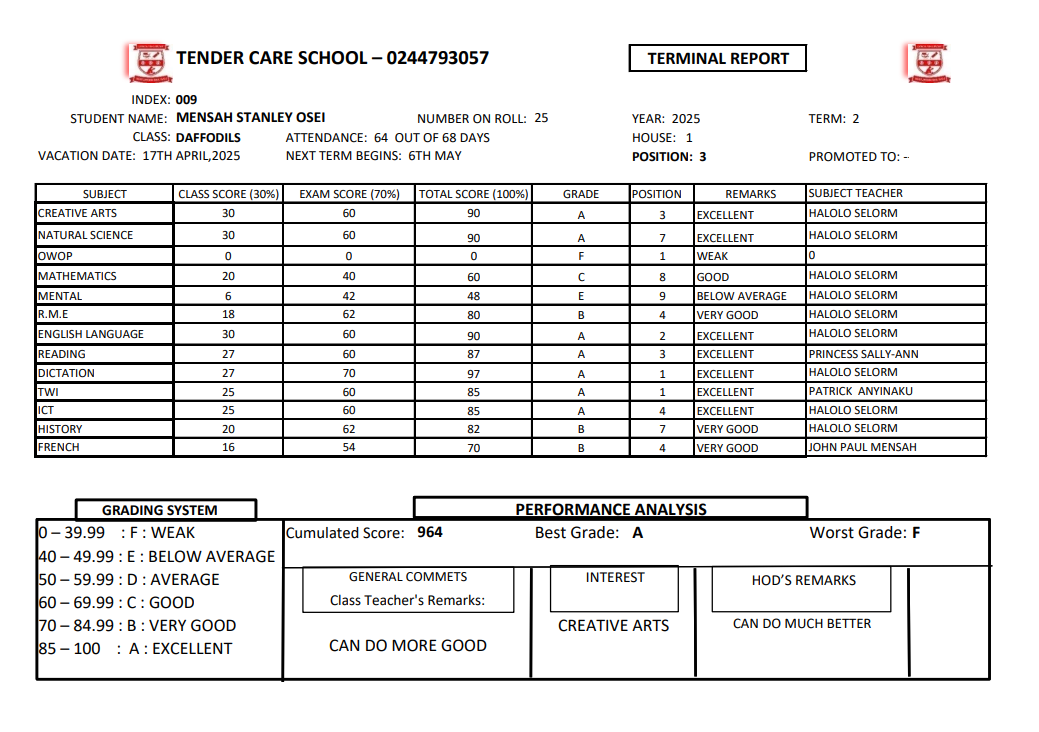 TENDER CARE SCHOOL – 0244793057 TERMINAL REPORT
INDEX: 009
STUDENT NAME: MENSAH STANLEY OSEI NUMBER ON ROLL: 25 YEAR: 2025 TERM: 2
CLASS: DAFFODILS ATTENDANCE: 64 OUT OF 68 DAYS HOUSE: 1
VACATION DATE: 17TH APRIL,2025 NEXT TERM BEGINS: 6TH MAY POSITION: 3 PROMOTED TO: --
SUBJECT CLASS SCORE (30%) EXAM SCORE (70%) TOTAL SCORE (100%) GRADE POSITION REMARKS SUBJECT TEACHER
CREATIVE ARTS 30 60 90 A 3 EXCELLENT HALOLO SELORM
NATURAL SCIENCE 30 60 90 A 7 EXCELLENT HALOLO SELORM
OWOP 0 0 0 F 1 WEAK 0
MATHEMATICS 20 40 60 C 8 GOOD HALOLO SELORM
MENTAL 6 42 48 E 9 BELOW AVERAGE HALOLO SELORM
R.M.E 18 62 80 B 4 VERY GOOD HALOLO SELORM
ENGLISH LANGUAGE 30 60 90 A 2 EXCELLENT HALOLO SELORM
READING 27 60 87 A 3 EXCELLENT PRINCESS SALLY-ANN
DICTATION 27 70 97 A 1 EXCELLENT HALOLO SELORM
TWI 25 60 85 A 1 EXCELLENT PATRICK ANYINAKU
ICT 25 60 85 A 4 EXCELLENT HALOLO SELORM
HISTORY 20 62 82 B 7 VERY GOOD HALOLO SELORM
FRENCH 16 54 70 B 4 VERY GOOD JOHN PAUL MENSAH
GRADING SYSTEM PERFORMANCE ANALYSIS
0 – 39.99 : F : WEAK
40 – 49.99 : E : BELOW AVERAGE
50 – 59.99 : D : AVERAGE
60 – 69.99 : C : GOOD
70 – 84.99 : B : VERY GOOD
85 – 100 : A : EXCELLENT
Cumulated Score: 964 Best Grade: A Worst Grade: F
GENERAL COMMETS
Class Teacher's Remarks:
CAN DO MORE GOOD
INTEREST
CREATIVE ARTS
HOD'S REMARKS
CAN DO MUCH BETTER